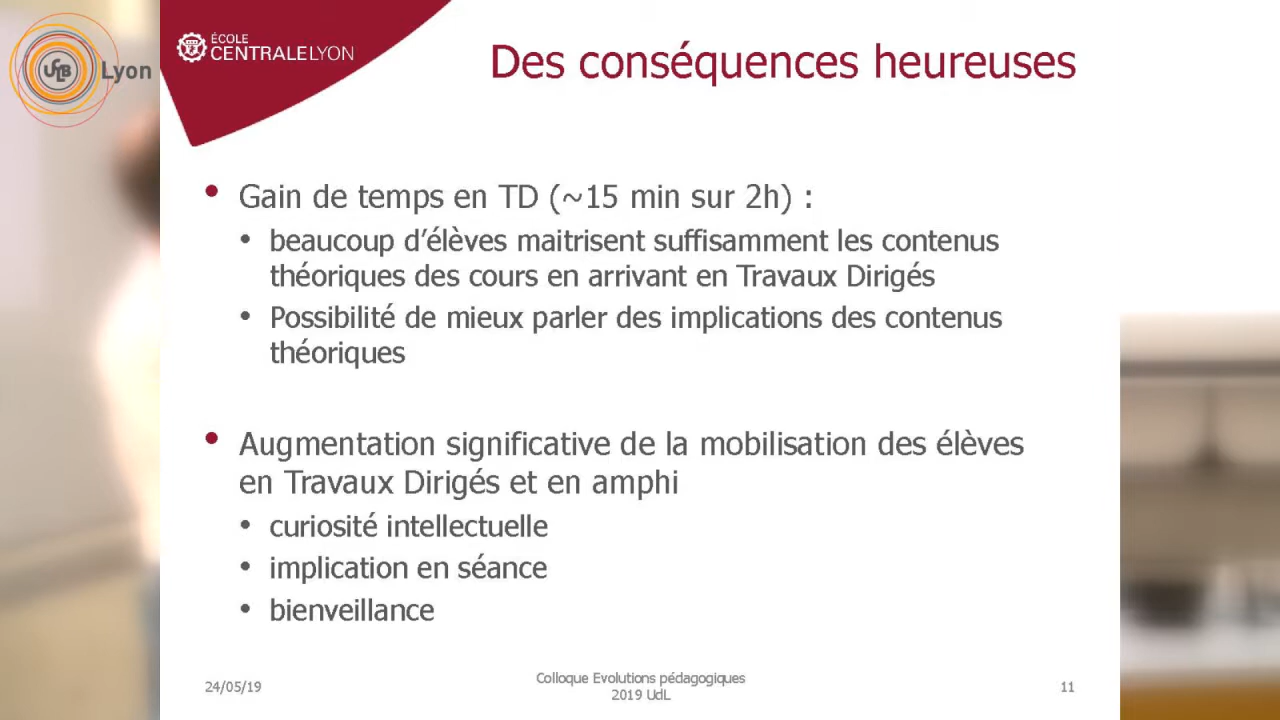 USLB
Lyon
ÉCOLE
CENTRALELYON
Des conséquences heureuses
• Gain de temps en TD (~15 min sur 2h) :
• beaucoup d'élèves maitrisent suffisamment les contenus
théoriques des cours en arrivant en Travaux Dirigés
• Possibilité de mieux parler des implications des contenus
théoriques
• Augmentation significative de la mobilisation des élèves
en Travaux Dirigés et en amphi
• curiosité intellectuelle
• implication en séance
• bienveillance
24/05/19
Colloque Evolutions pédagogiques
2019 UdL
11